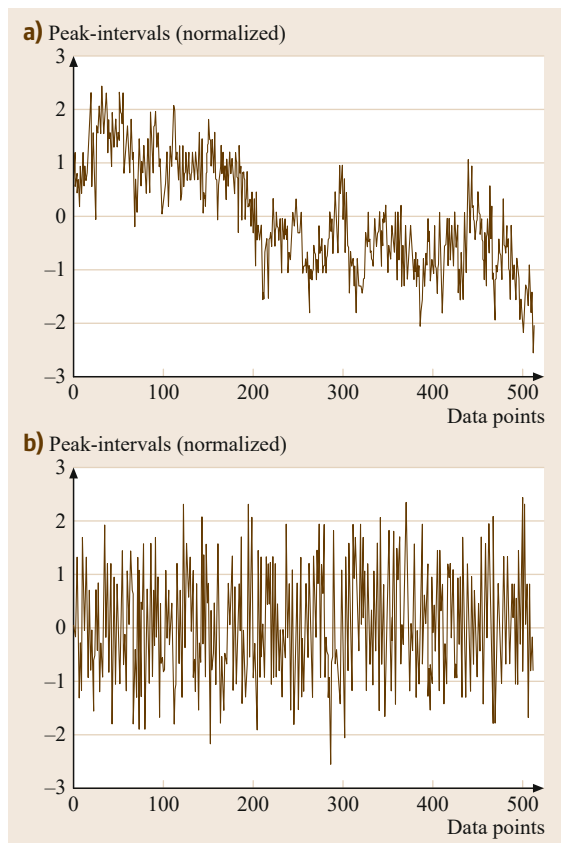 a) Peak-intervals (normalized)
3
2
1
0
–1
–2
–3
0 100 200 300 400 500
Data points
b) Peak-intervals (normalized)
3
2
1
0
–1
–2
–3
0 100 200 300 400 500
Data points